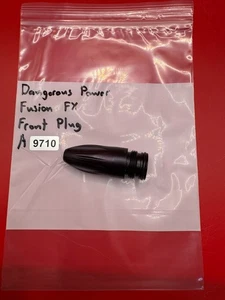 Dangerous Power
Fusion FX
Front Plug
A 9710